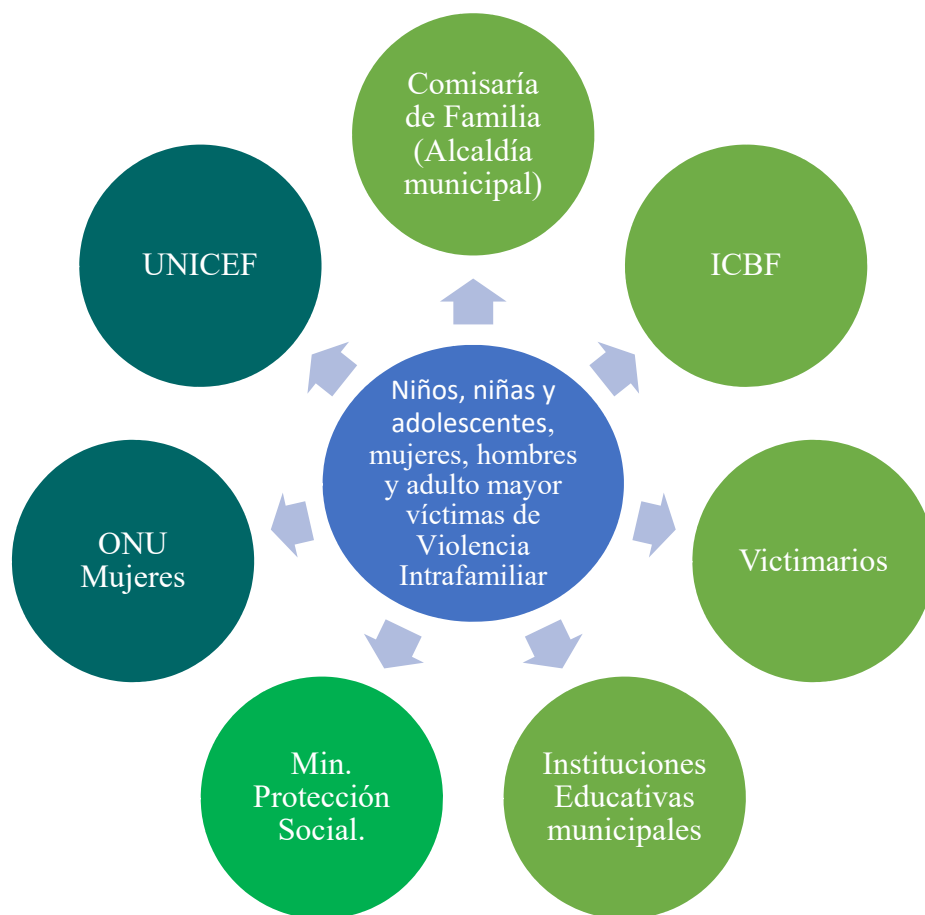 Comisaría
de Familia
(Alcaldía
municipal)
UNICEF
ICBF
Niños, niñas y
adolescentes,
mujeres, hombres
y adulto mayor
víctimas de
Violencia
Intrafamiliar
ONU
Mujeres
Victimarios
Min.
Protección
Social.
Instituciones
Educativas
municipales